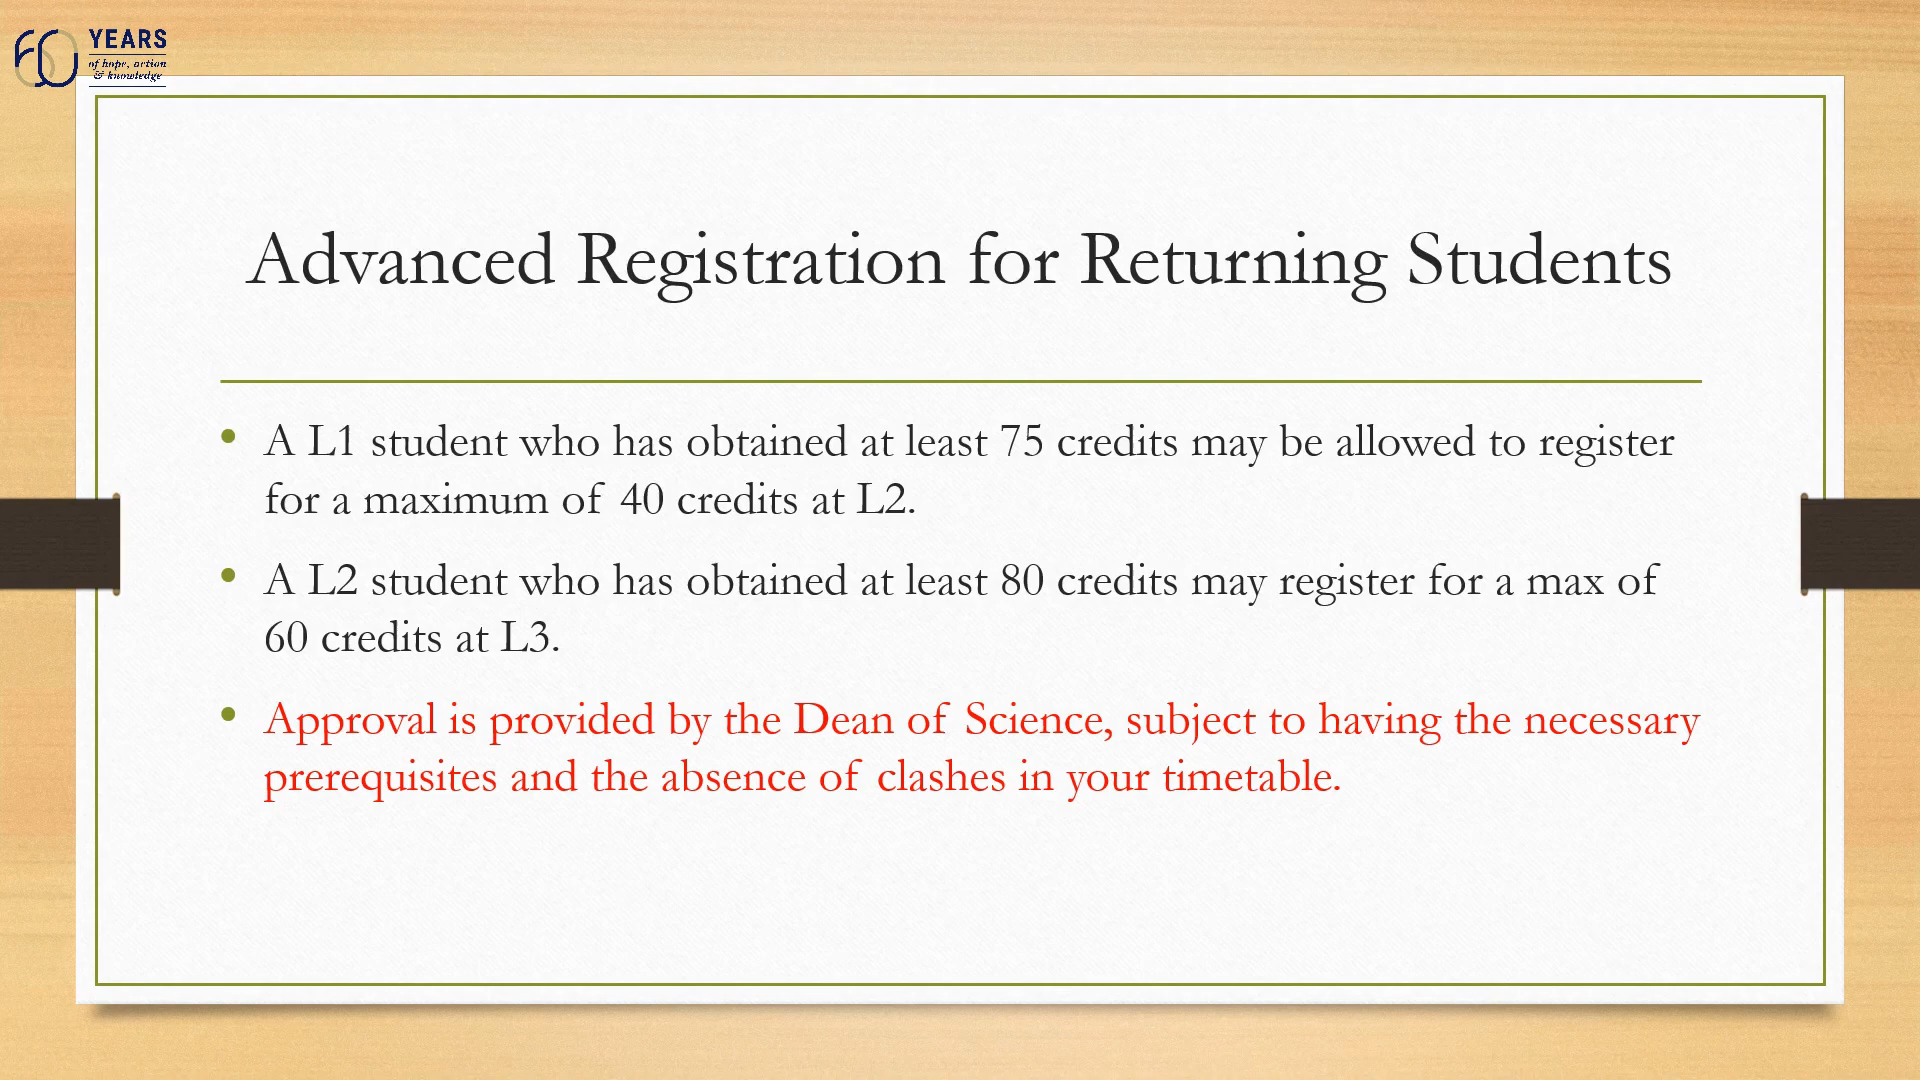 60 YEARS
of hope, action
& knowledge
Advanced Registration for Returning Students
• A L1 student who has obtained at least 75 credits may be allowed to register
for a maximum of 40 credits at L2.
• A L2 student who has obtained at least 80 credits may register for a max of
60 credits at L3.
• Approval is provided by the Dean of Science, subject to having the necessary
prerequisites and the absence of clashes in your timetable.